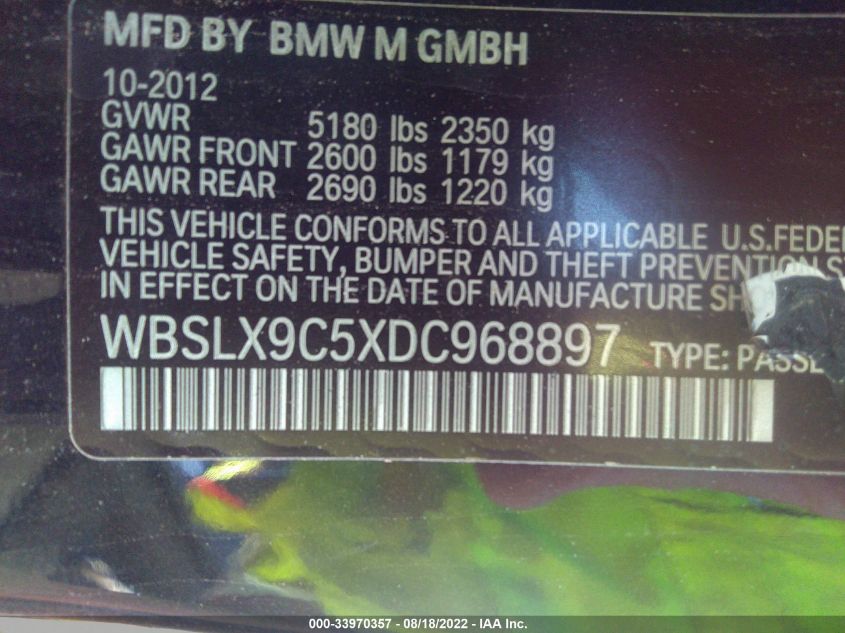 MFD BY BMW M GMBH
10-2012
GVWR 5180 lbs 2350 kg
GAWR FRONT 2600 lbs 1179 kg
GAWR REAR 2690 lbs 1220 kg
THIS VEHICLE CONFORMS TO ALL APPLICABLE U.S.FEDE
VEHICLE SAFETY, BUMPER AND THEFT PREVENTION S
IN EFFECT ON THE DATE OF MANUFACTURE SH
WBSLX9C5XDC968897 TYPE: PASSE
000-33970357 - 08/18/2022 - IAA Inc.